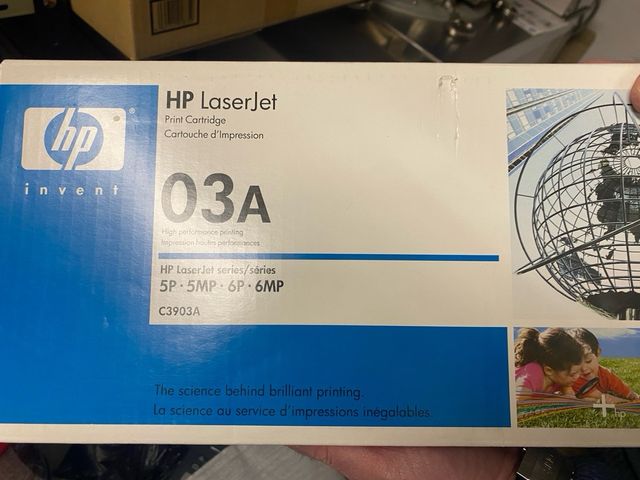 hp
®
invent
HP LaserJet
Print Cartridge
Cartouche d'Impression
03A
High performance printing
Impression hautes performances
HP LaserJet series/séries
5P · 5MP · 6P · 6MP
C3903A
The science behind brilliant printing.
La science au service d'impressions inégalables.
+hp